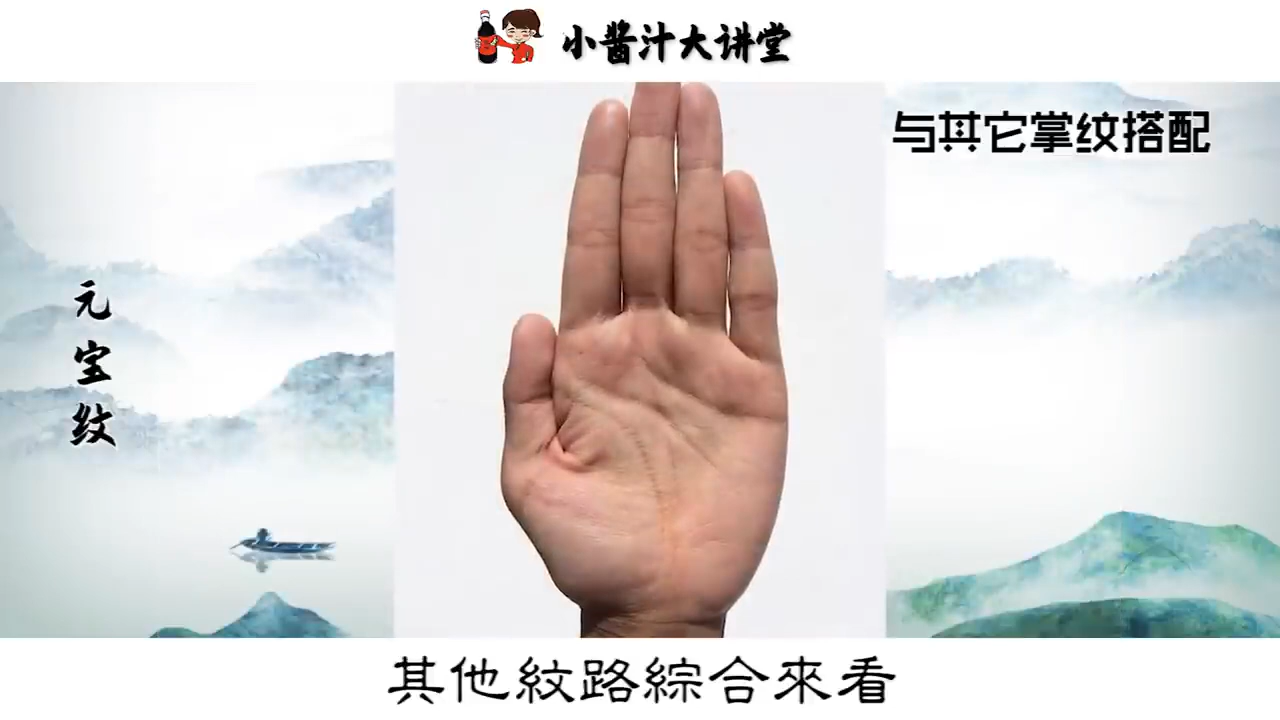 小酱汁大讲堂
与其它掌纹搭配
元宝纹
其他紋路綜合來看